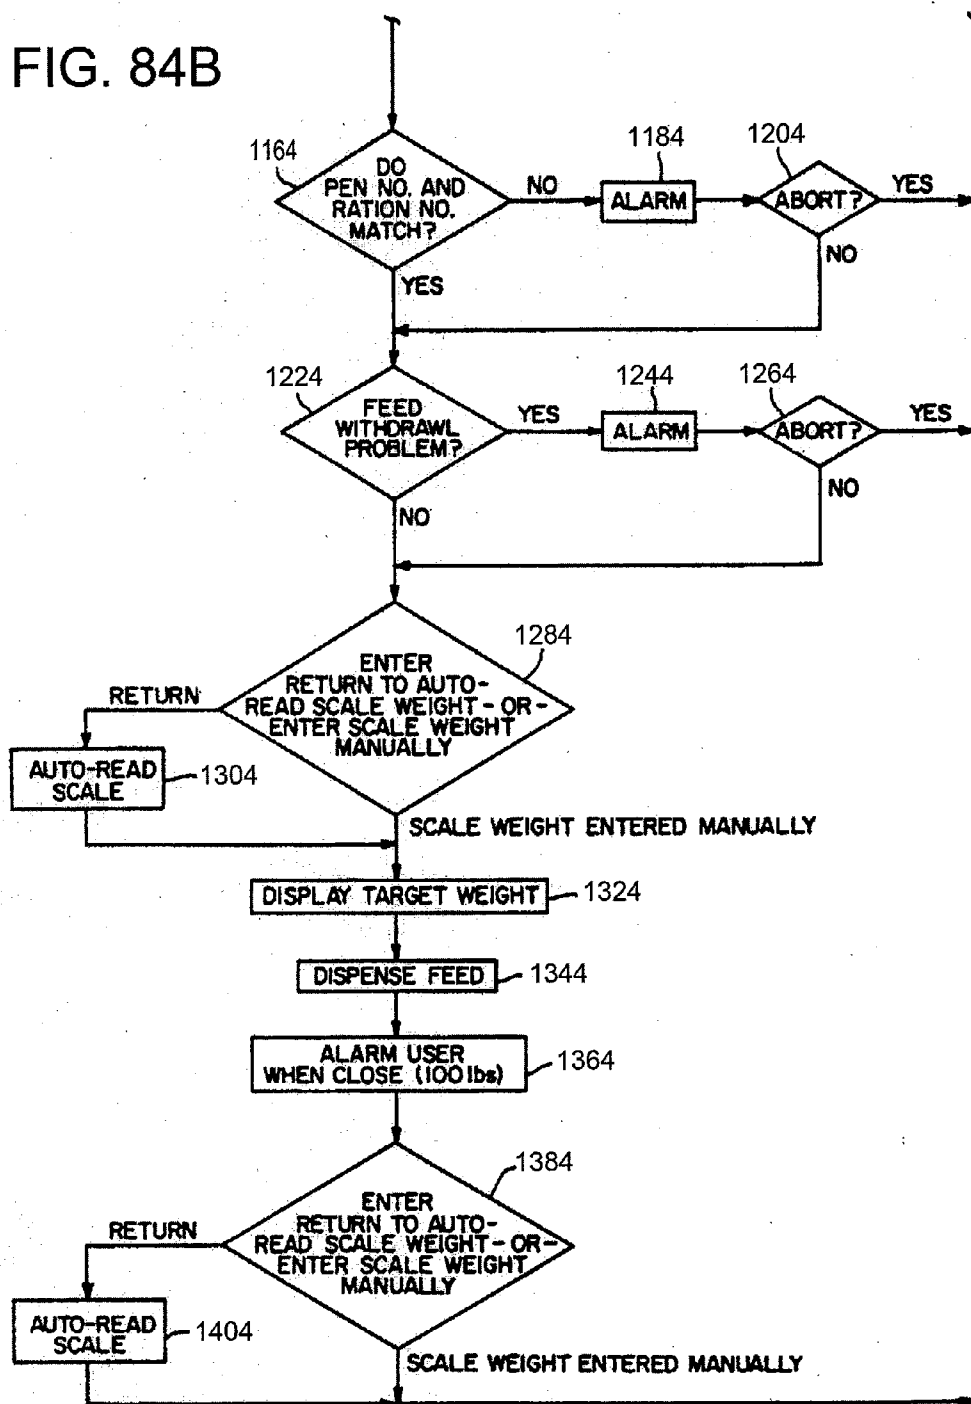 FIG. 84B
1164
DO
PEN NO. AND
RATION NO.
MATCH?
NO
1184
ALARM
1204
ABORT?
YES
NO
YES
1224
FEED
WITHDRAWL
PROBLEM?
YES
1244
ALARM
1264
ABORT?
YES
NO
NO
1284
ENTER
RETURN TO AUTO-
READ SCALE WEIGHT-OR-
ENTER SCALE WEIGHT
MANUALLY
RETURN
AUTO-READ
SCALE
1304
SCALE WEIGHT ENTERED MANUALLY
DISPLAY TARGET WEIGHT
1324
DISPENSE FEED
1344
ALARM USER
WHEN CLOSE (100 lbs)
1364
1384
ENTER
RETURN TO AUTO-
READ SCALE WEIGHT-OR-
ENTER SCALE WEIGHT
MANUALLY
RETURN
AUTO-READ
SCALE
1404
SCALE WEIGHT ENTERED MANUALLY